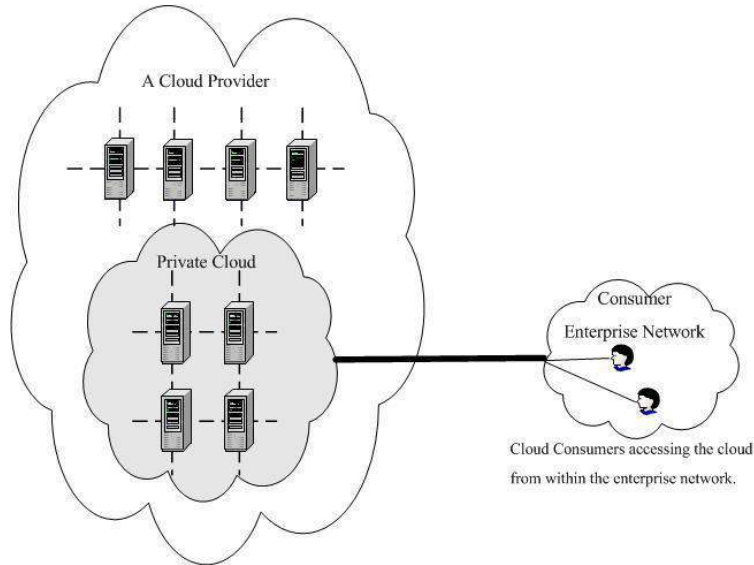 A Cloud Provider
Private Cloud
Consumer
Enterprise Network
Cloud Consumers accessing the cloud
from within the enterprise network.